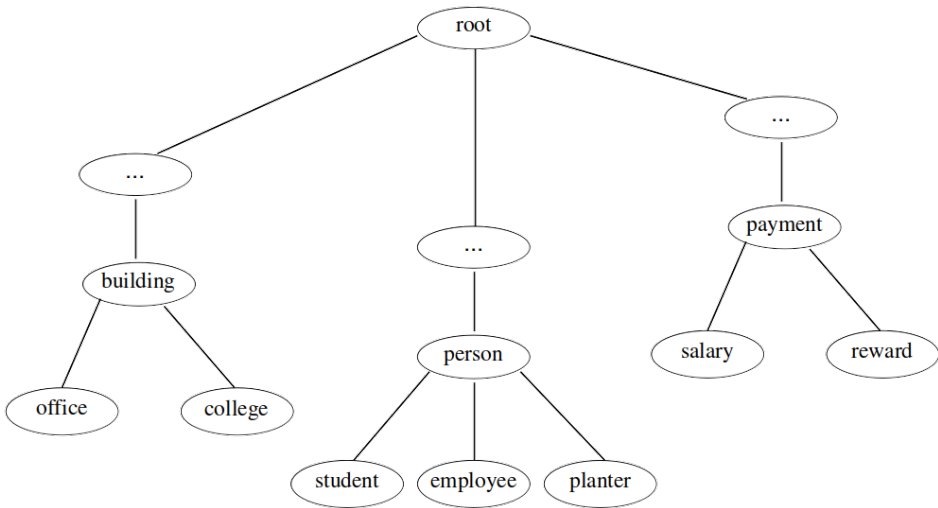 root
...
...
payment
...
building
salary
reward
person
office
college
student
employee
planter